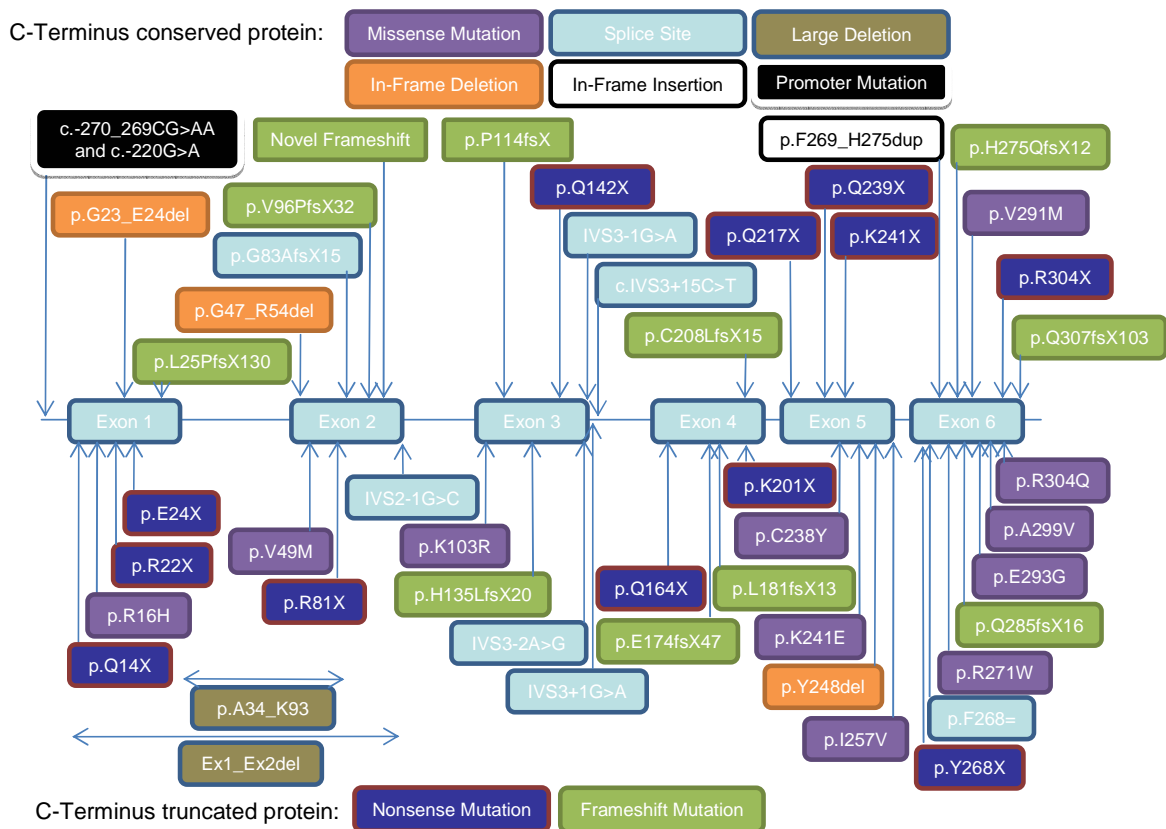 C-Terminus conserved protein:
Missense Mutation
Splice Site
Large Deletion
In-Frame Deletion
In-Frame Insertion
Promoter Mutation
c.-270_269CG>AA
and c.-220G>A
Novel Frameshift
p.P114fsX
p.F269_H275dup
p.H275QfsX12
p.G23_E24del
p.V96PfsX32
p.Q142X
p.Q239X
p.V291M
p.G83AfsX15
IVS3-1G>A
p.Q217X
p.K241X
p.R304X
c.IVS3+15C>T
p.G47_R54del
p.C208LfsX15
p.Q307fsX103
p.L25PfsX130
Exon 1
Exon 2
Exon 3
Exon 4
Exon 5
Exon 6
p.R304Q
p.K201X
IVS2-1G>C
p.E24X
p.C238Y
p.A299V
p.V49M
p.K103R
p.R22X
p.E293G
p.R81X
p.H135LfsX20
p.Q164X
p.L181fsX13
p.R16H
p.Q285fsX16
p.E174fsX47
p.K241E
IVS3-2A>G
p.Q14X
p.R271W
p.Y248del
IVS3+1G>A
p.A34_K93
p.F268=
p.I257V
Ex1_Ex2del
p.Y268X
C-Terminus truncated protein:
Nonsense Mutation
Frameshift Mutation